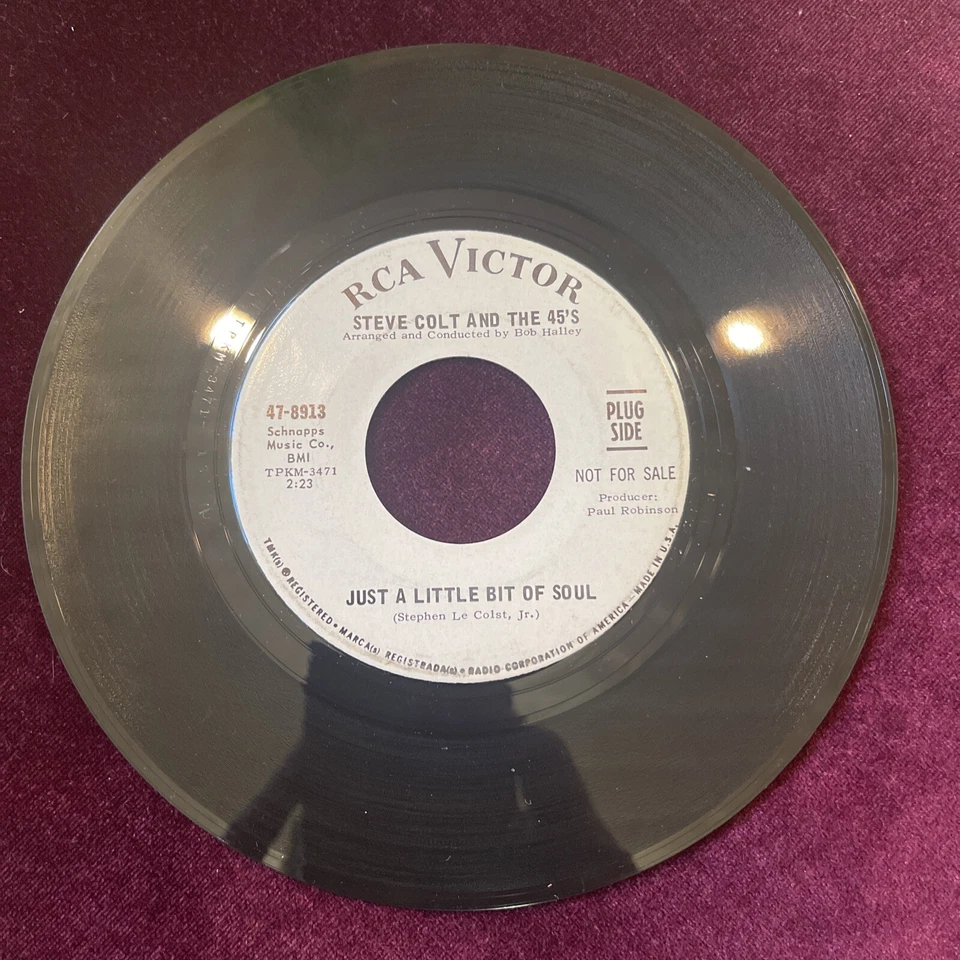 RCA VICTOR
STEVE COLT AND THE 45'S
Arranged and Conducted by Bob Halley
47-8913
Schnapps
Music Co.,
BMI
TPKM-3471
2:23
PLUG
SIDE
NOT FOR SALE
Producer:
Paul Robinson
JUST A LITTLE BIT OF SOUL
(Stephen Le Colst, Jr.)
TMK(s) ® REGISTERED • MARCA(s) REGISTRADA(s) • RADIO CORPORATION OF AMERICA—MADE IN U.S.A.
TPKM-3471